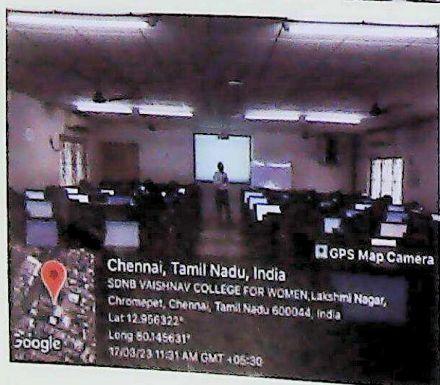 GPS Map Camera
Chennai, Tamil Nadu, India
SDNB VAISHNAV COLLEGE FOR WOMEN,Lakshmi Nagar,
Chromepet, Chennai, Tamil Nadu 600044, India
Lat 12.956322°
Long 80.145631°
17/03/23 11:31 AM GMT +05:30
Google